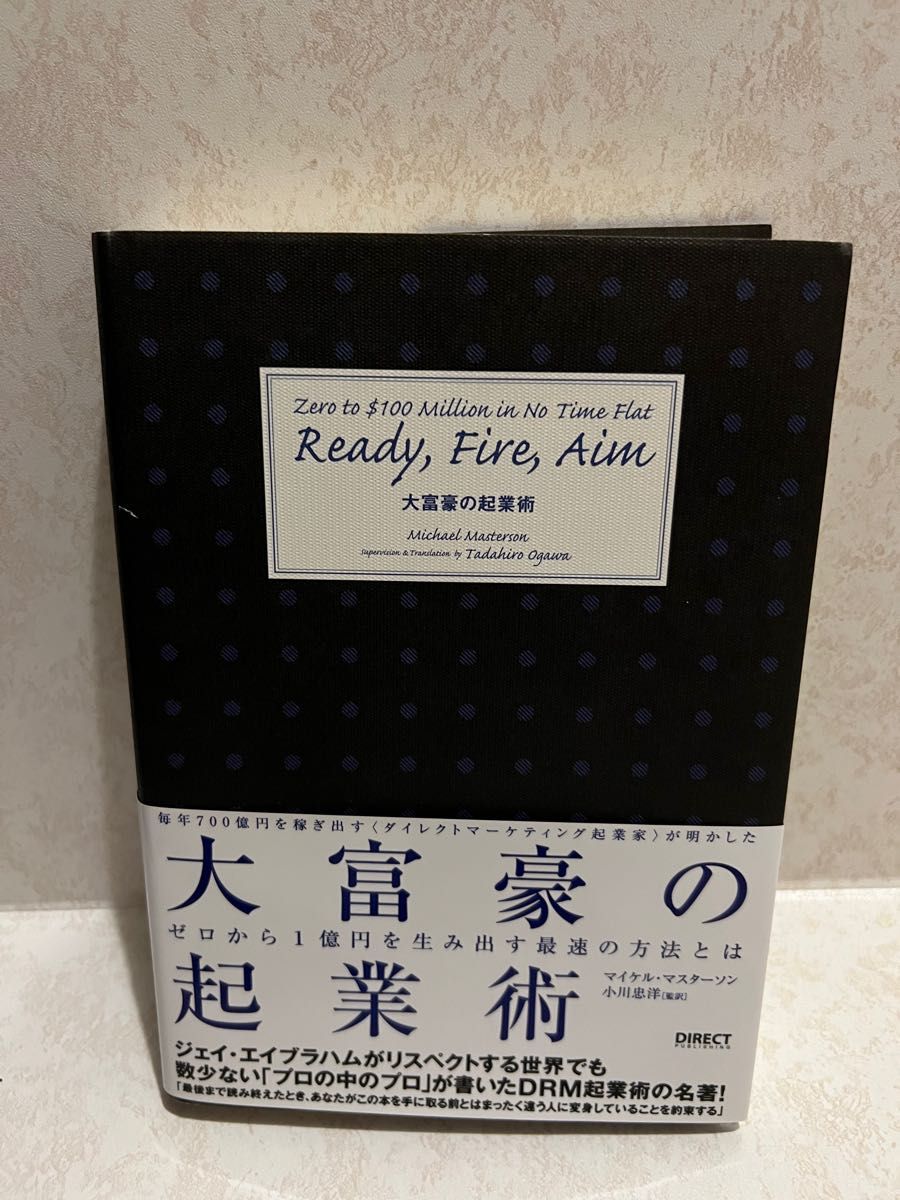 Zero to $100 Million in No Time Flat
Ready, Fire, Aim
大富豪の起業術
Michael Masterson
Supervision & Translation by Tadahiro Ogawa
毎年700億円を稼ぎ出す〈ダイレクトマーケティング起業家〉が明かした
大富豪の
ゼロから1億円を生み出す最速の方法とは
起業術
マイケル・マスターソン
小川忠洋[監訳]
DIRECT
PUBLISHING
ジェイ・エイブラハムがリスペクトする世界でも
数少ない「プロの中のプロ」が書いたDRM起業術の名著!
「最後まで読み終えたとき、あなたがこの本を手に取る前とはまったく違う人に変身していることを約束する」